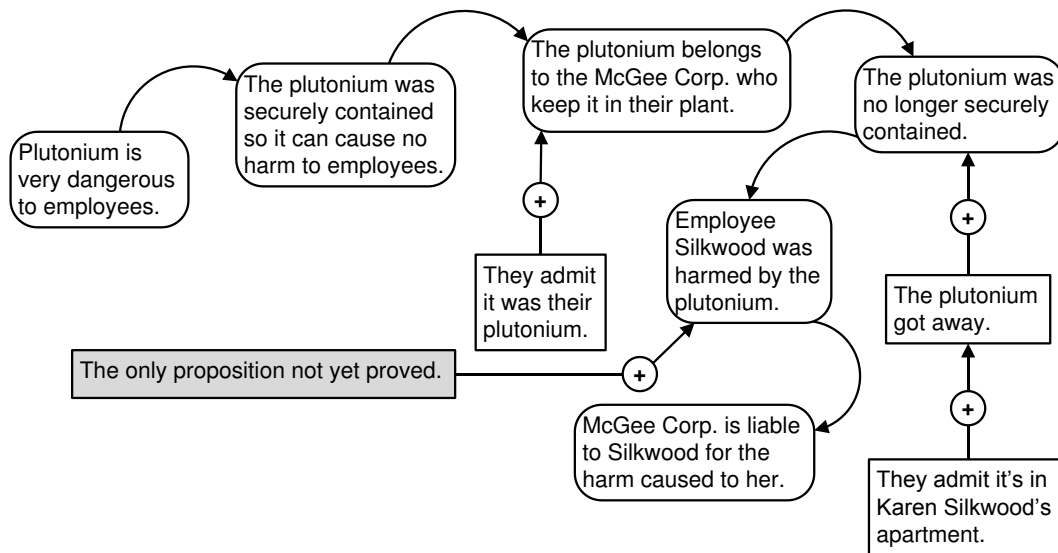 The plutonium was
securely contained
so it can cause no
harm to employees.
The plutonium belongs
to the McGee Corp. who
keep it in their plant.
The plutonium was
no longer securely
contained.
Plutonium is
very dangerous
to employees.
+
+
Employee
Silkwood was
harmed by the
plutonium.
They admit
it was their
plutonium.
The plutonium
got away.
The only proposition not yet proved.
+
+
McGee Corp. is liable
to Silkwood for the
harm caused to her.
They admit it's in
Karen Silkwood's
apartment.